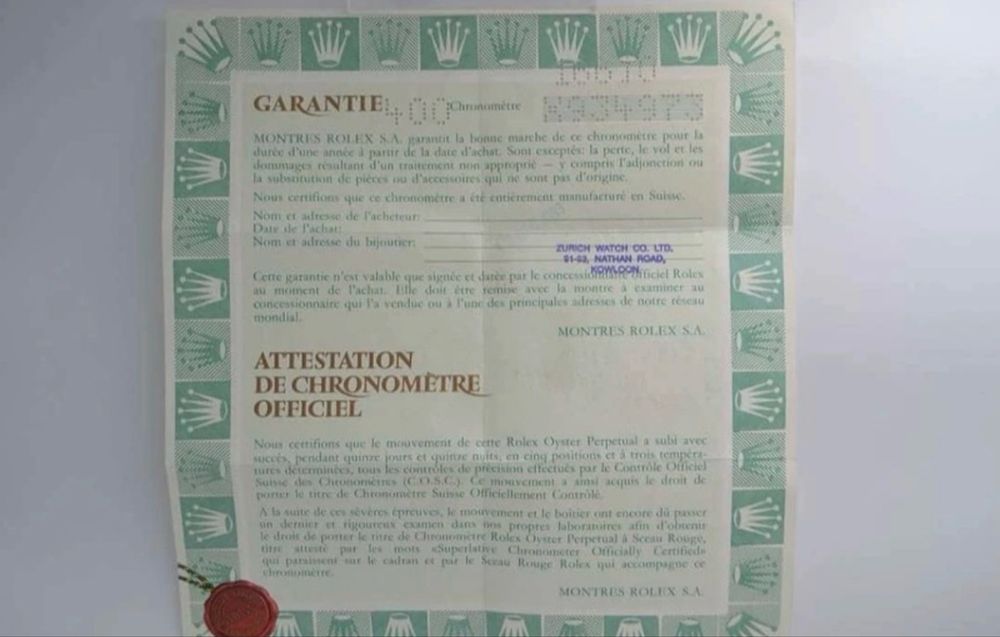 16610
GARANTIE 400 Chronomètre
MONTRES ROLEX S.A. garantit la bonne marche de ce chronomètre pour la
durée d'une année à partir de la date d'achat. Sont exceptés: la perte, le vol et les
dommages résultant d'un traitement non approprié — y compris l'adjonction ou
la substitution de pièces ou d'accessoires qui ne sont pas d'origine.
Nous certifions que ce chronomètre a été entièrement manufacturé en Suisse.
Nom et adresse de l'acheteur:
Date de l'achat:
Nom et adresse du bijoutier:
ZURICH WATCH CO. LTD.
91-93, NATHAN ROAD,
KOWLOON.
Cette garantie n'est valable que signée et datée par le concessionnaire officiel Rolex
au moment de l'achat. Elle doit être remise avec la montre à examiner au
concessionnaire qui l'a vendue ou à l'une des principales adresses de notre réseau
mondial.
MONTRES ROLEX S.A.
ATTESTATION
DE CHRONOMÈTRE
OFFICIEL
Nous certifions que le mouvement de cette Rolex Oyster Perpetual a subi avec
succès, pendant quinze jours et quinze nuits, en cinq positions et à trois tempéra-
tures déterminées, tous les contrôles de précision effectués par le Contrôle Officiel
Suisse des Chronomètres (C.O.S.C.). Ce mouvement a ainsi acquis le droit de
porter le titre de Chronomètre Suisse Officiellement Contrôlé.
A la suite de ces sévères épreuves, le mouvement et le boîtier ont encore dû passer
un dernier et rigoureux examen dans nos propres laboratoires afin d'obtenir
le droit de porter le titre de Chronomètre Rolex Oyster Perpetual à Sceau Rouge,
titre attesté par les mots «Superlative Chronometer Officially Certified»
qui paraissent sur le cadran et par le Sceau Rouge Rolex qui accompagne ce
chronomètre.
MONTRES ROLEX S.A.